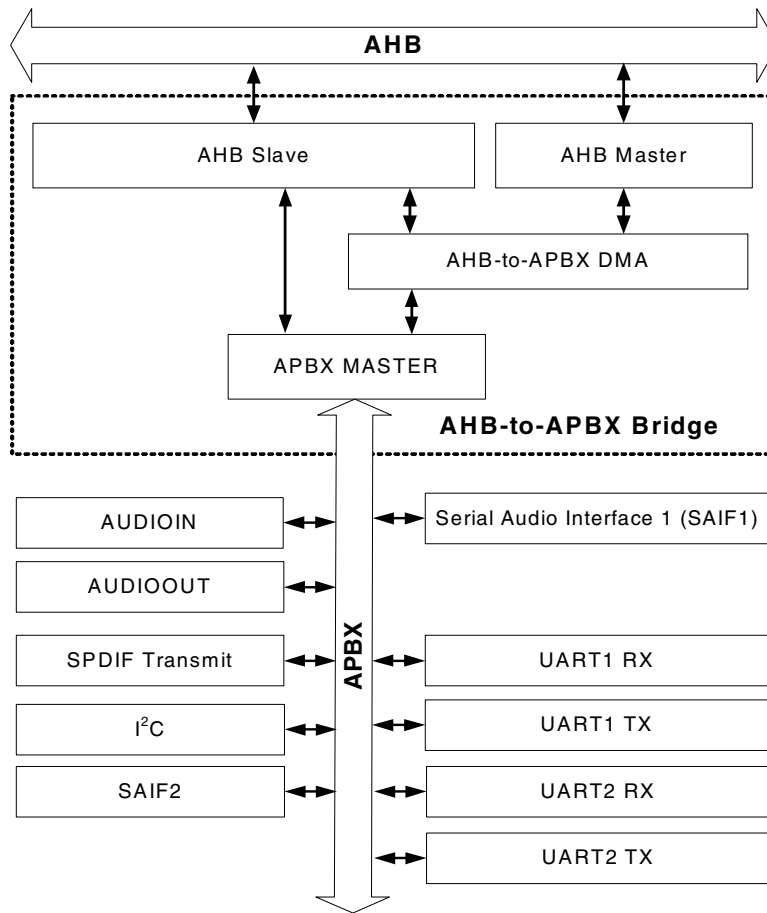 AHB
AHB Slave
AHB Master
AHB-to-APBX DMA
APBX MASTER
AHB-to-APBX Bridge
AUDIOIN
Serial Audio Interface 1 (SAIF1)
AUDIOOUT
APBX
SPDIF Transmit
UART1 RX
I²C
UART1 TX
SAIF2
UART2 RX
UART2 TX